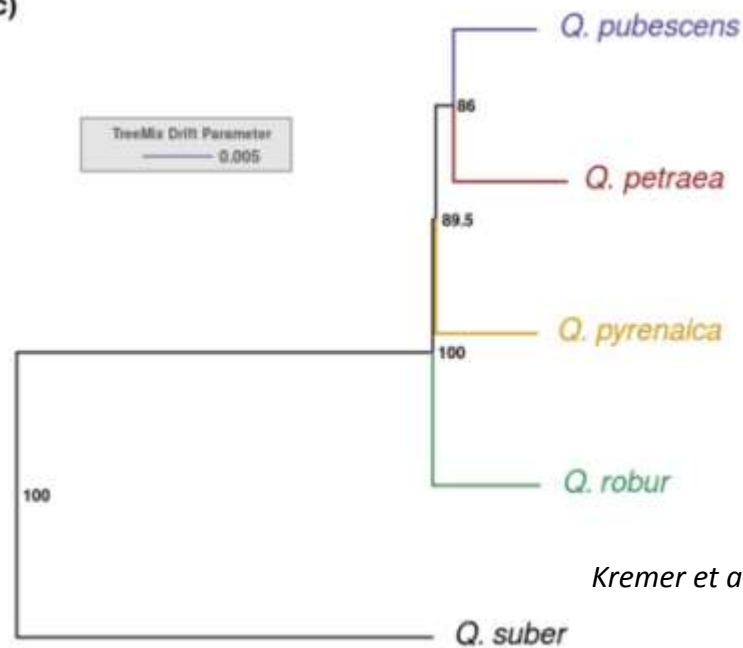 c)
Q. pubescens
86
TreeMix Drift Parameter
0.005
Q. petraea
89.5
Q. pyrenaica
100
Q. robur
100
Kremer et a
Q. suber